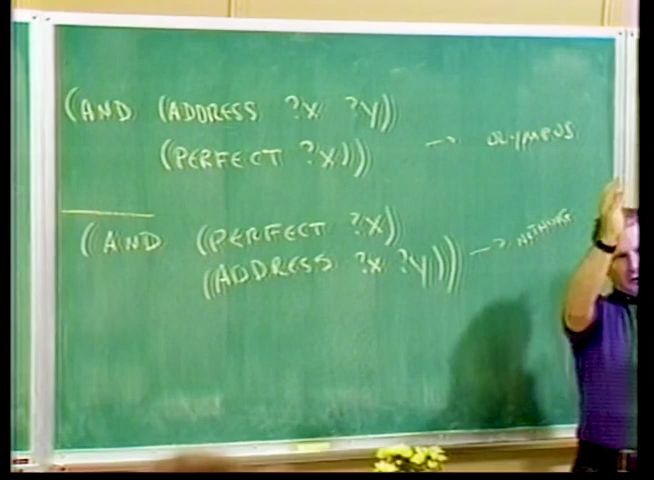 (AND (ADDRESS ?X ?Y)
(PERFECT ?X))) → OLYMPUS
(AND (PERFECT ?X)
(ADDRESS ?X ?Y))) → NOTHING